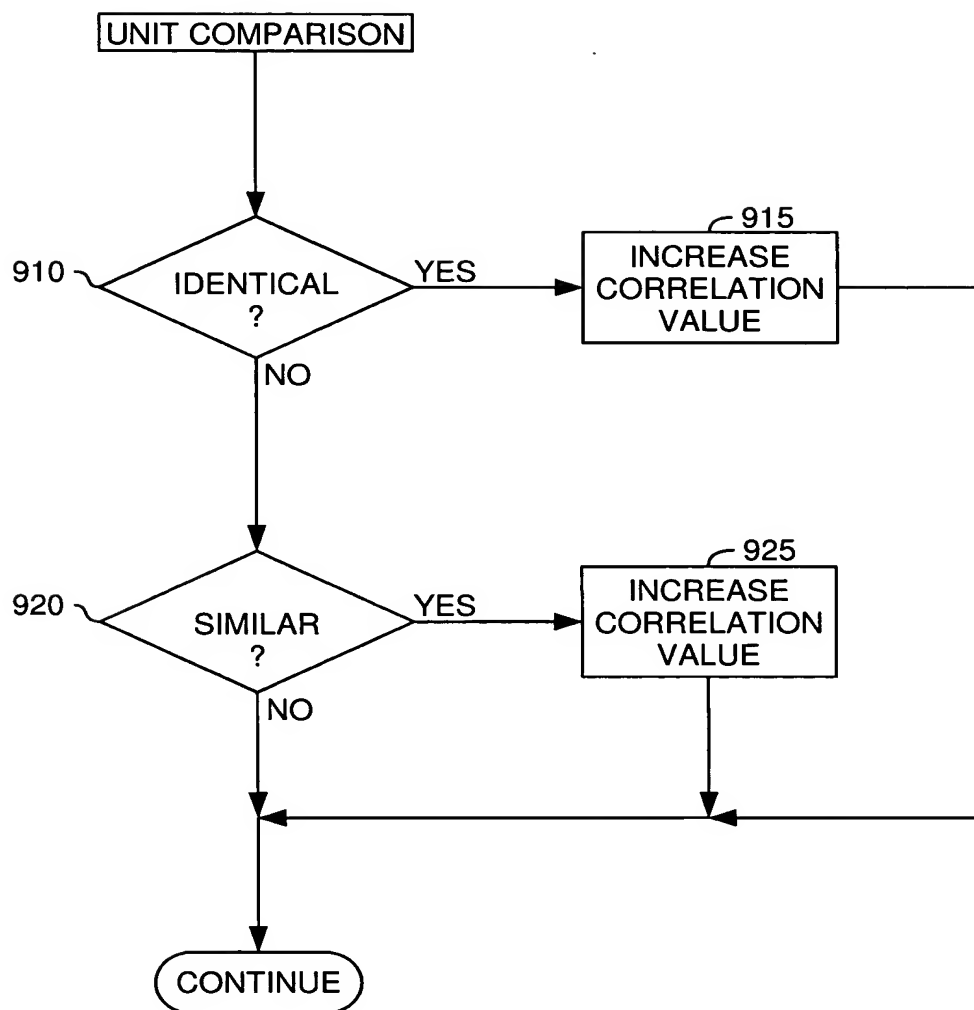 UNIT COMPARISON
910
IDENTICAL
?
YES
NO
915
INCREASE
CORRELATION
VALUE
920
SIMILAR
?
YES
NO
925
INCREASE
CORRELATION
VALUE
CONTINUE